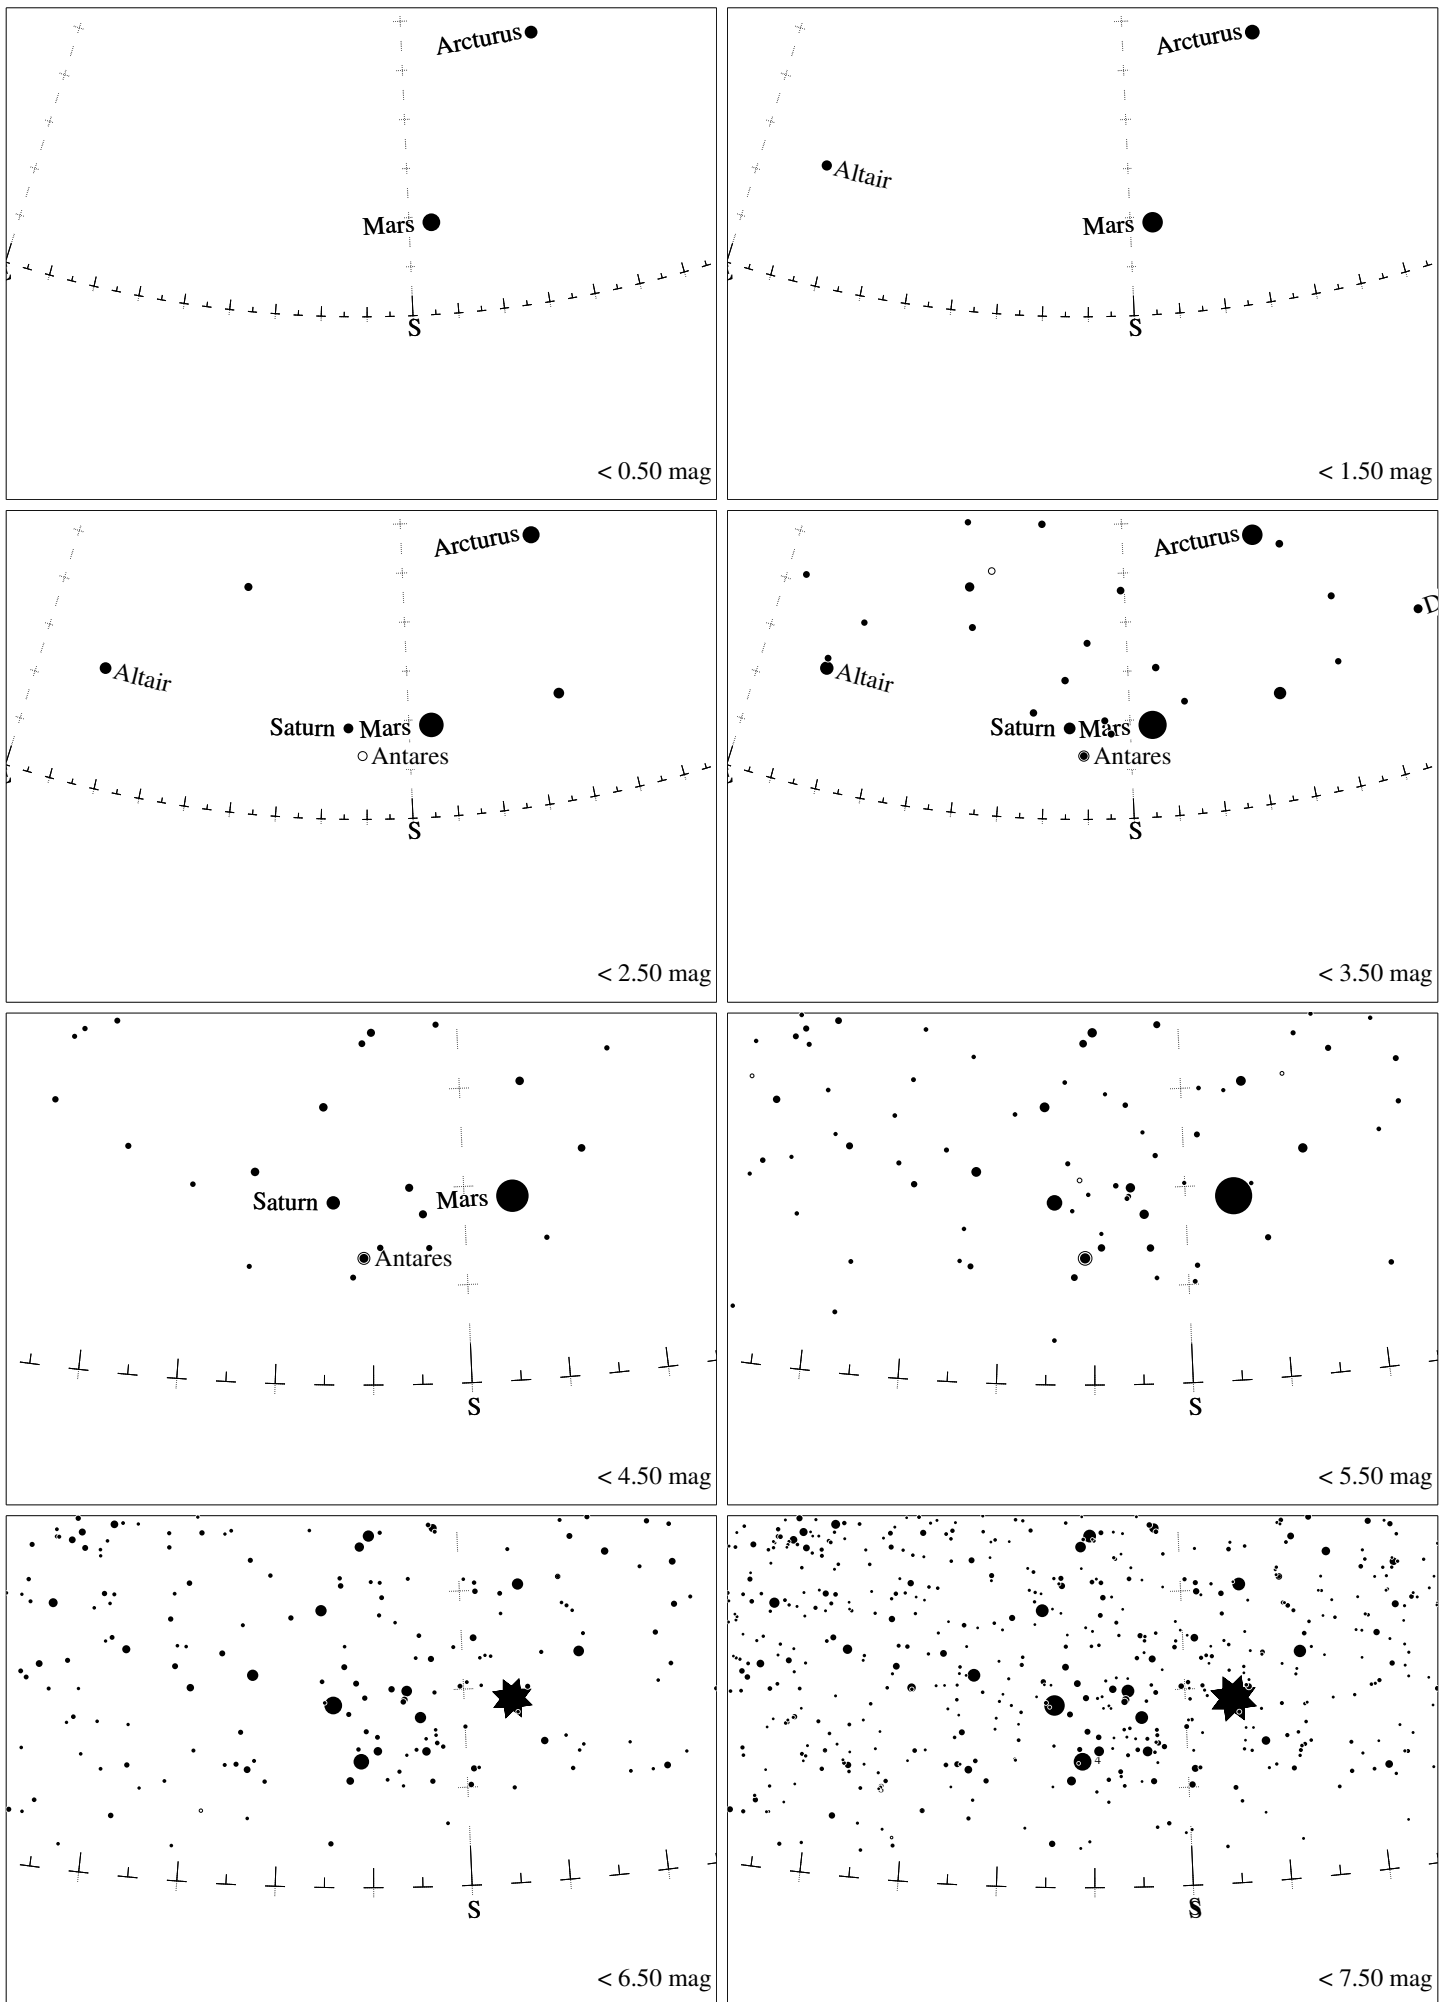 Arcturus
Mars
S
< 0.50 mag
Arcturus
Altair
Mars
S
< 1.50 mag
Arcturus
Altair
Saturn Mars
Antares
S
< 2.50 mag
Arcturus
D
Altair
Saturn Mars
Antares
S
< 3.50 mag
Saturn Mars
Antares
S
< 4.50 mag
S
< 5.50 mag
S
< 6.50 mag
4
S
< 7.50 mag